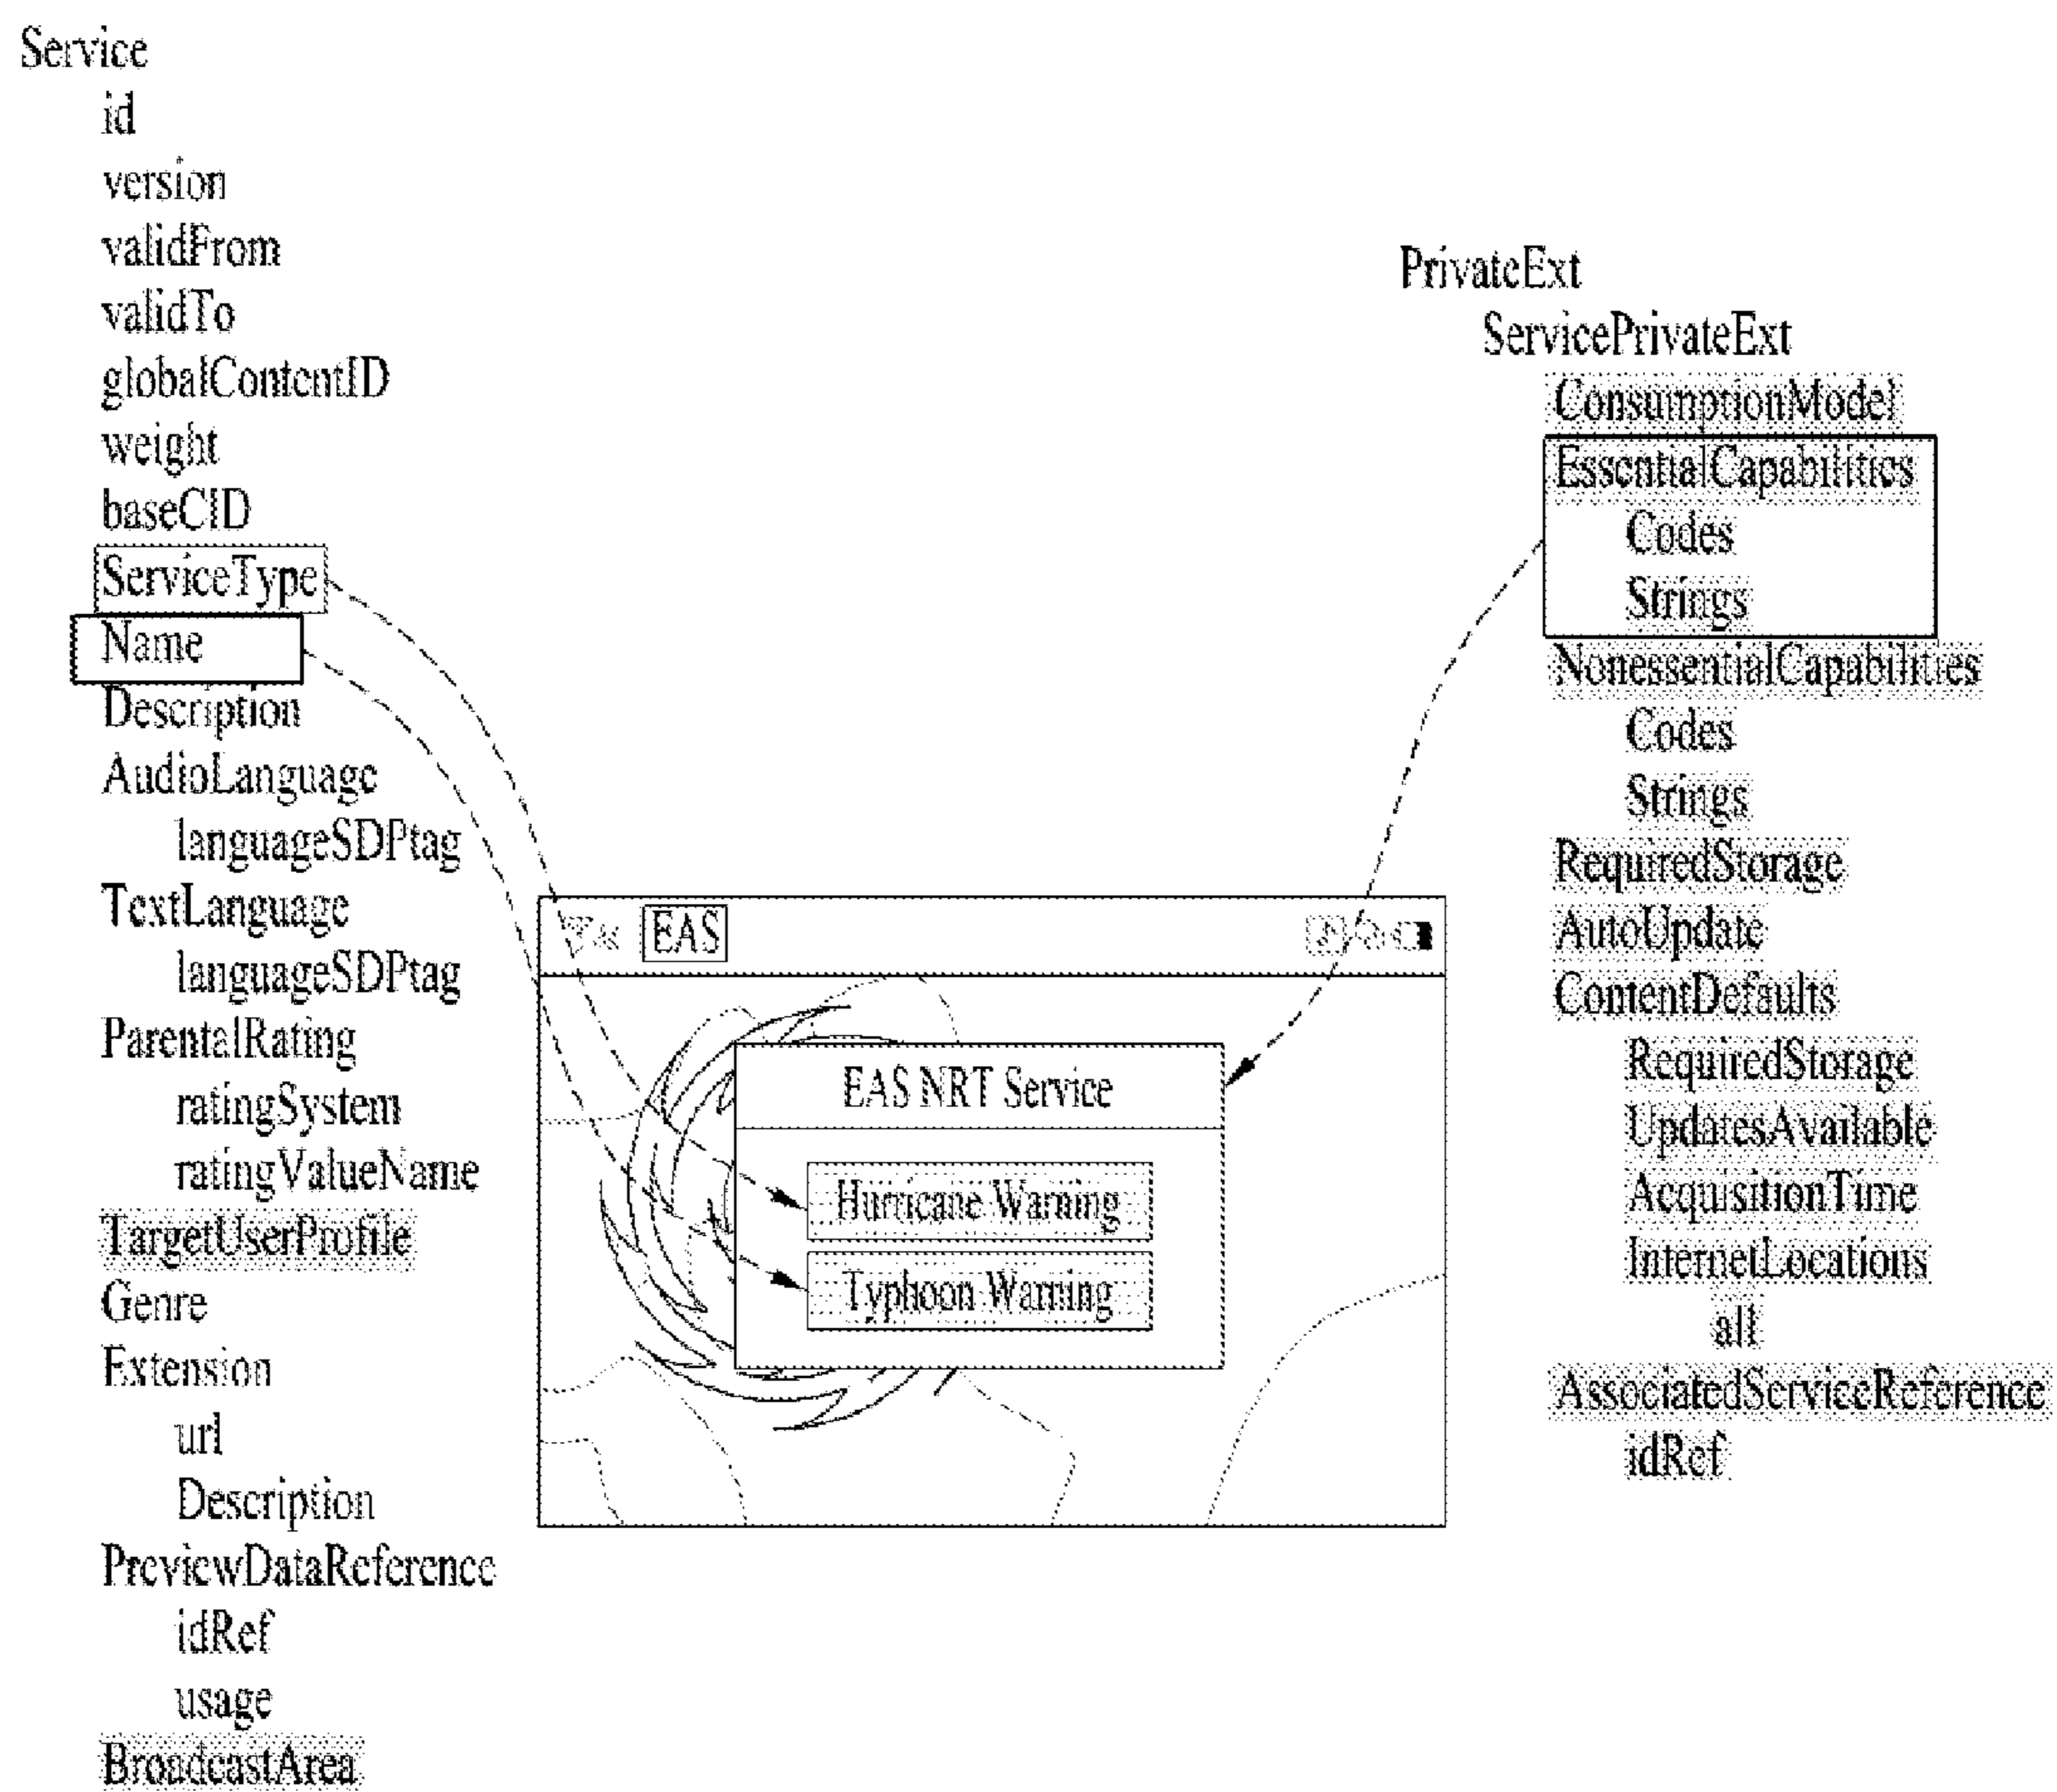 Service
id
version
validFrom
validTo
globalContentID
weight
baseCID
ServiceType
Name
Description
AudioLanguage
languageSDPtag
TextLanguage
languageSDPtag
ParentalRating
ratingSystem
ratingValueName
TargetUserProfile
Genre
Extension
url
Description
PreviewDataReference
idRef
usage
BroadcastArea
EAS
EAS NRT Service
Hurricane Warning
Typhoon Warning
PrivateExt
ServicePrivateExt
ConsumptionModel
EssentialCapabilities
Codes
Strings
NonessentialCapabilities
Codes
Strings
RequiredStorage
AutoUpdate
ContentDefaults
RequiredStorage
UpdatesAvailable
AcquisitionTime
InternetLocations
all
AssociatedServiceReference
idRef